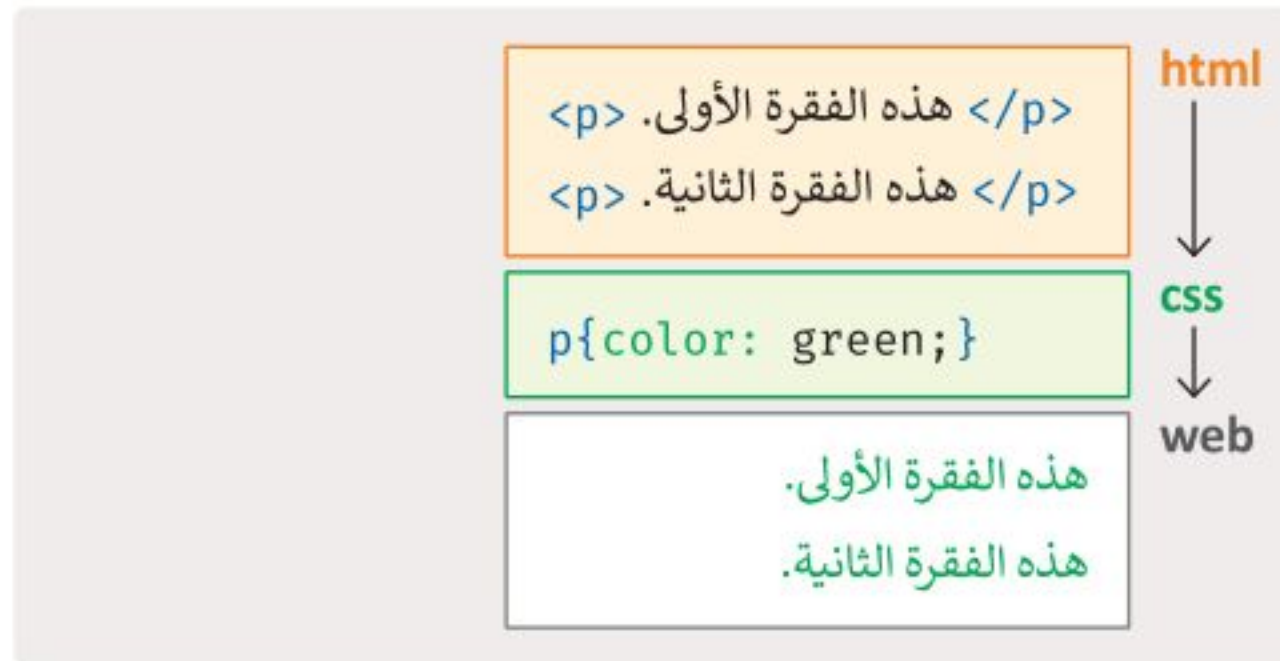 html
<p> هذه الفقرة الأولى. </p>
<p> هذه الفقرة الثانية. </p>
css
p{color: green;}
web
هذه الفقرة الأولى.
هذه الفقرة الثانية.